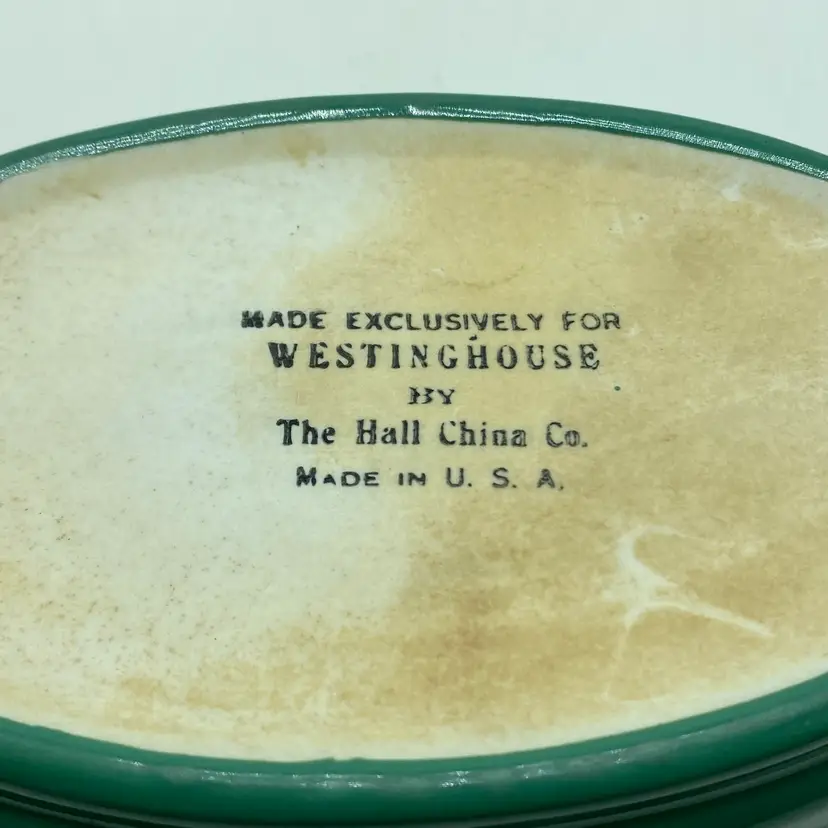 MADE EXCLUSIVELY FOR
WESTINGHOUSE
BY
The Hall China Co.
MADE IN U. S. A.